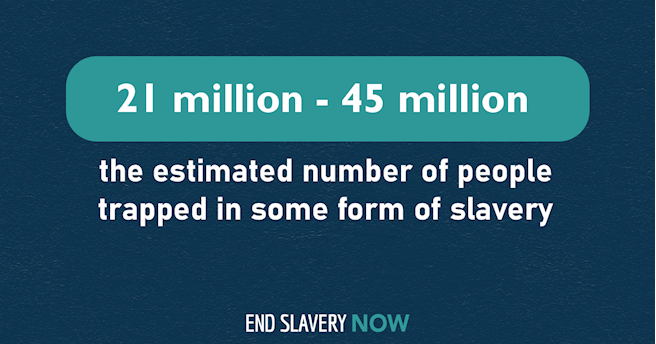 21 million - 45 million
the estimated number of people
trapped in some form of slavery
END SLAVERY NOW